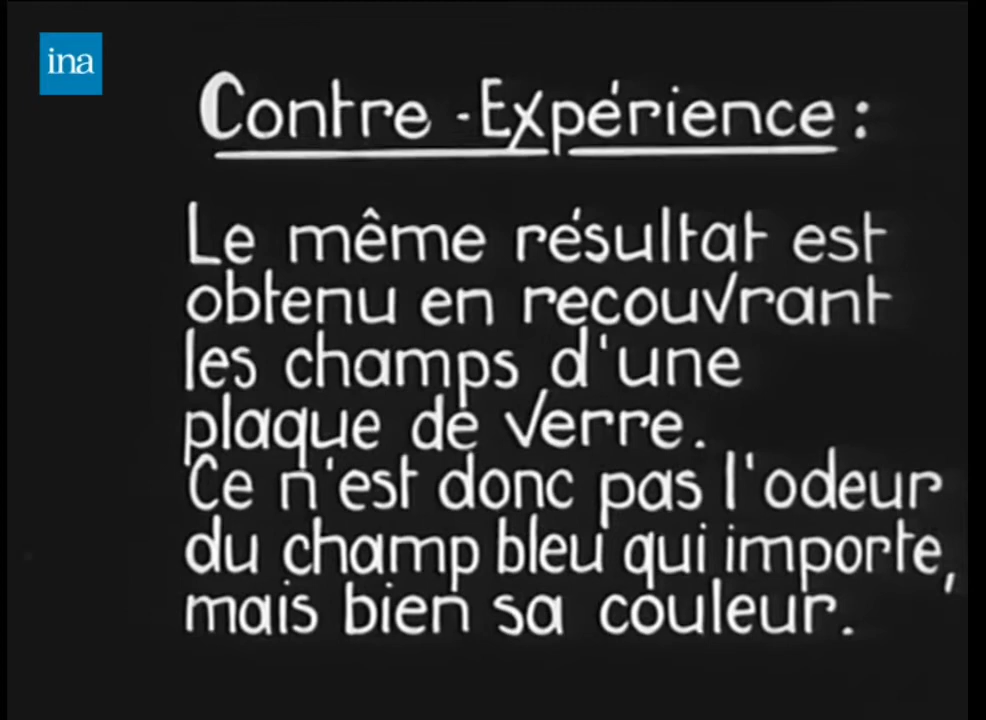 ina
Contre-Expérience :
Le même résultat est
obtenu en recouvrant
les champs d'une
plaque de verre.
Ce n'est donc pas l'odeur
du champ bleu qui importe,
mais bien sa couleur.